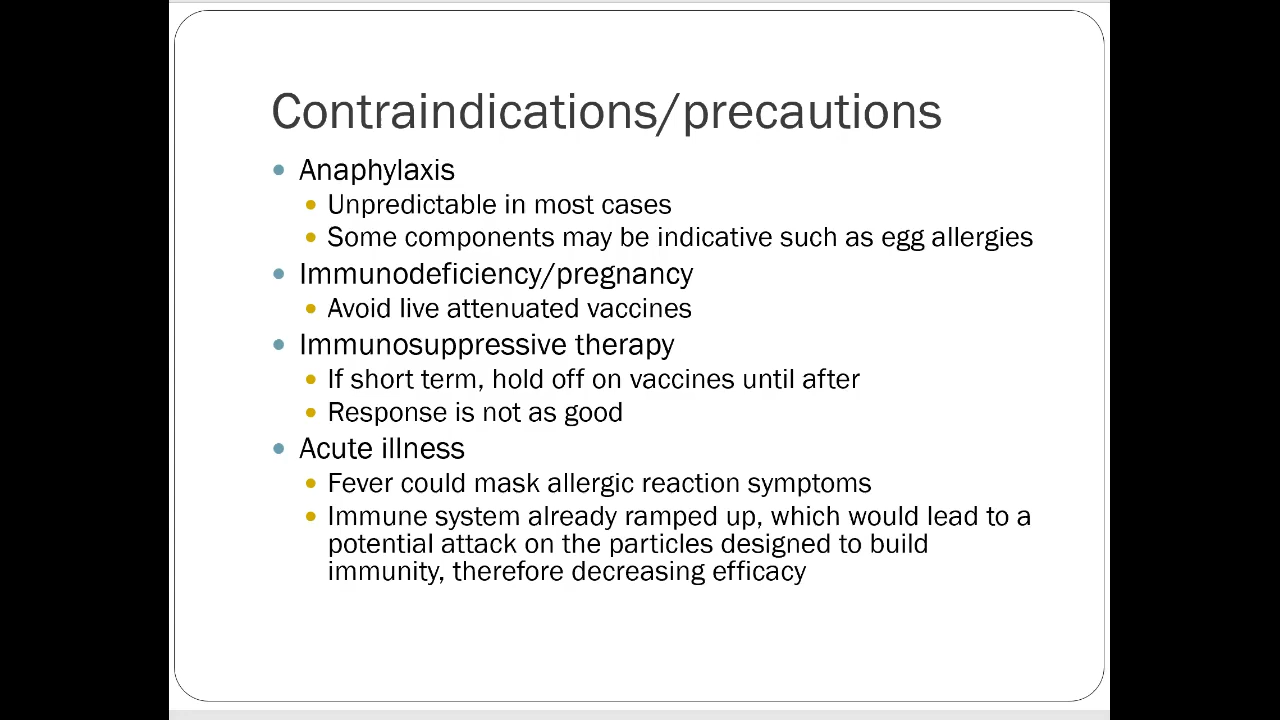 Contraindications/precautions
• Anaphylaxis
• Unpredictable in most cases
• Some components may be indicative such as egg allergies
• Immunodeficiency/pregnancy
• Avoid live attenuated vaccines
• Immunosuppressive therapy
• If short term, hold off on vaccines until after
• Response is not as good
• Acute illness
• Fever could mask allergic reaction symptoms
• Immune system already ramped up, which would lead to a
potential attack on the particles designed to build
immunity, therefore decreasing efficacy